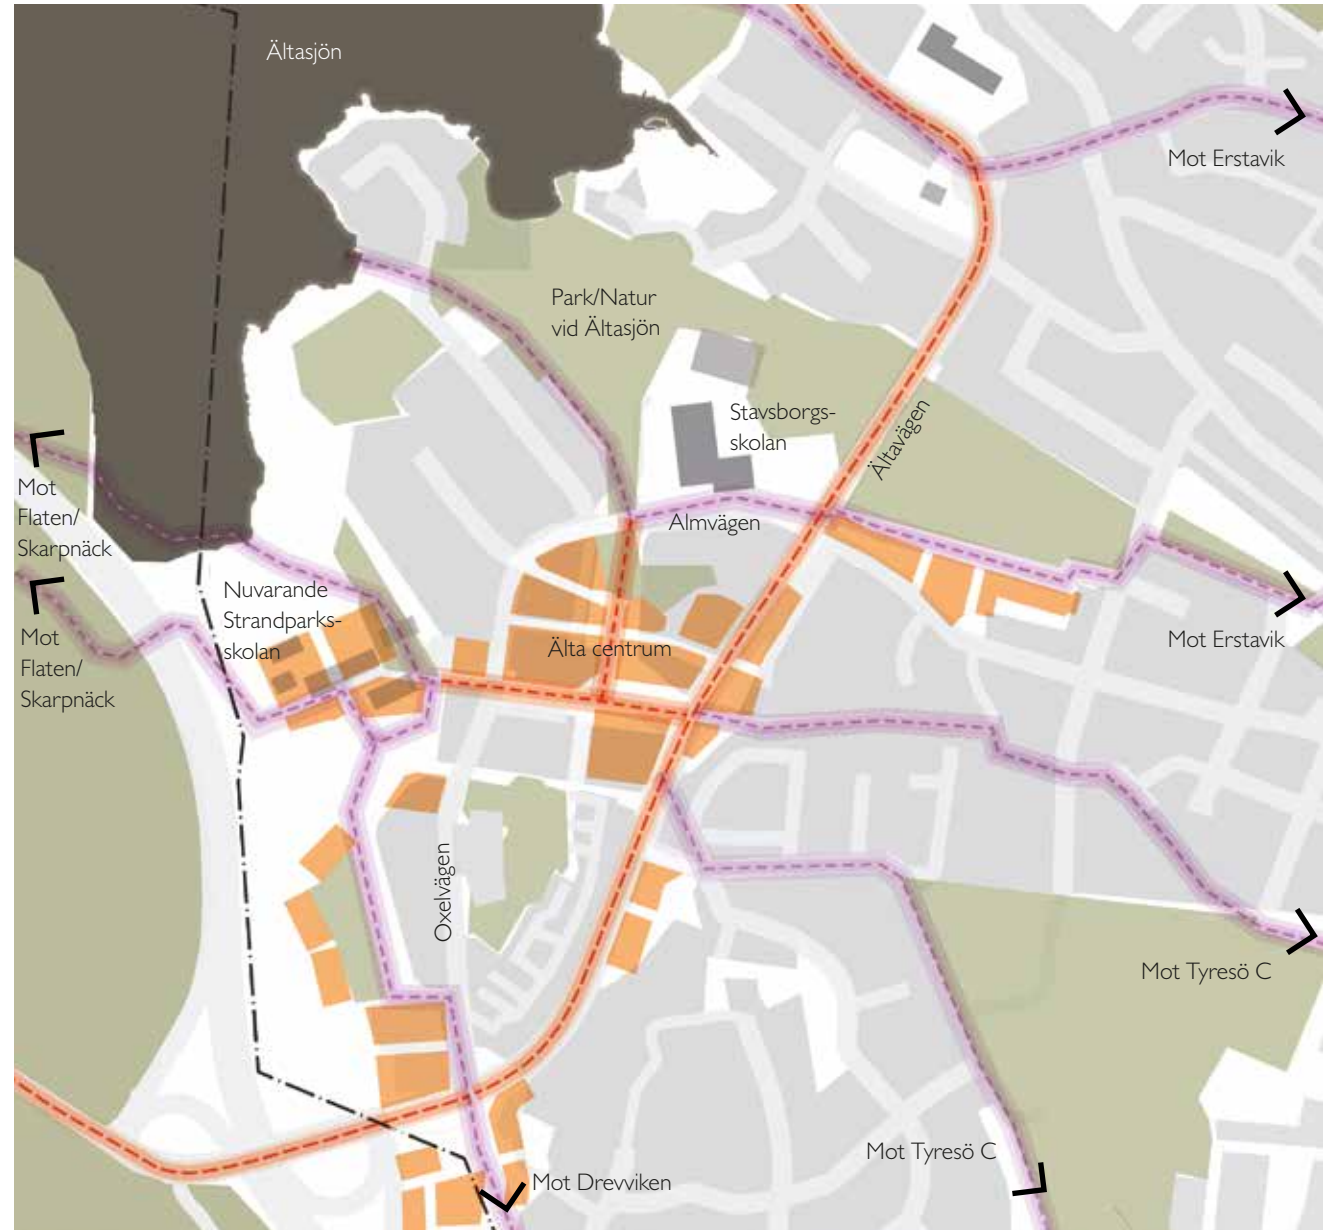 Ältasjön
Mot Erstavik
Park/Natur
vid Ältasjön
Stavsborgs-
skolan
Ältavägen
Mot
Flaten/
Skarpnäck
Almvägen
Nuvarande
Strandparks-
skolan
Mot
Flaten/
Skarpnäck
Älta centrum
Mot Erstavik
Oxelvägen
Mot Tyresö C
Mot Tyresö C
Mot Drevviken